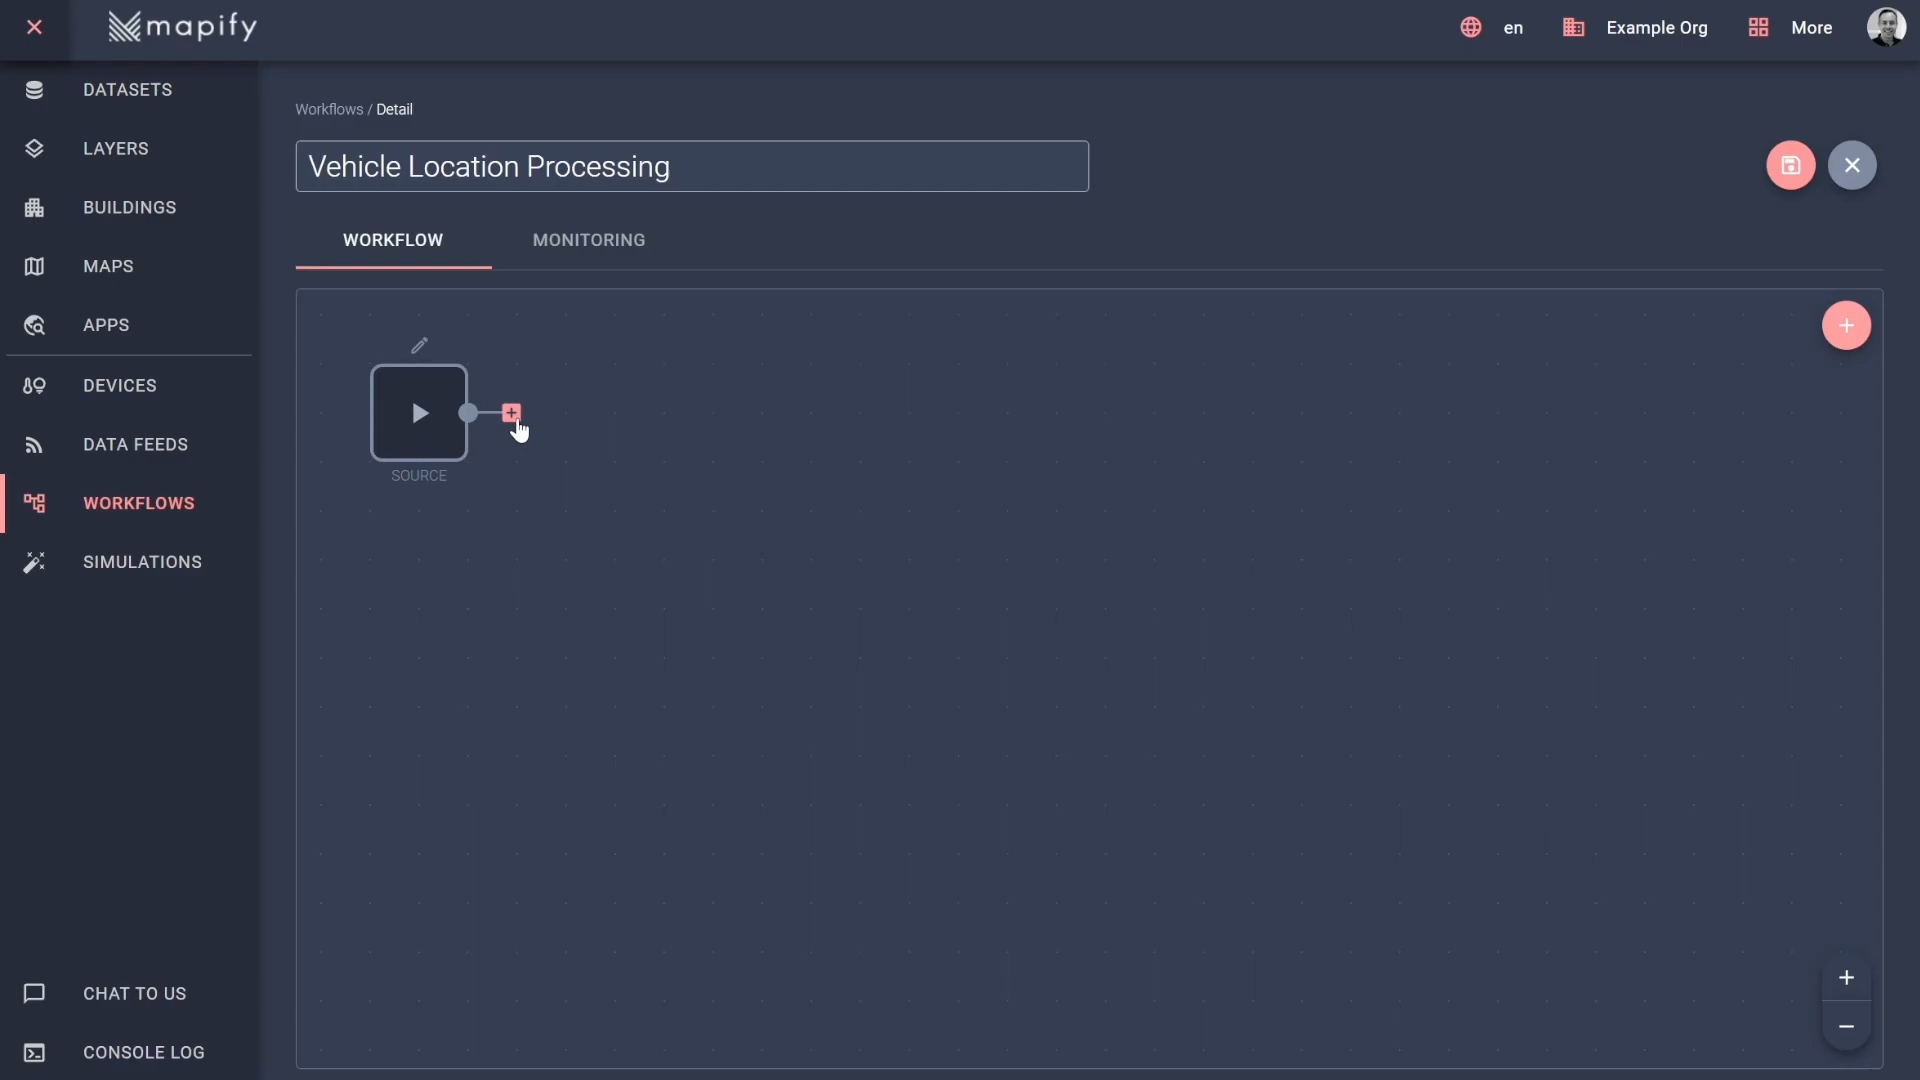 mapify
en
Example Org
More
DATASETS
LAYERS
BUILDINGS
MAPS
APPS
DEVICES
DATA FEEDS
WORKFLOWS
SIMULATIONS
CHAT TO US
CONSOLE LOG
Workflows / Detail
Vehicle Location Processing
WORKFLOW
MONITORING
SOURCE